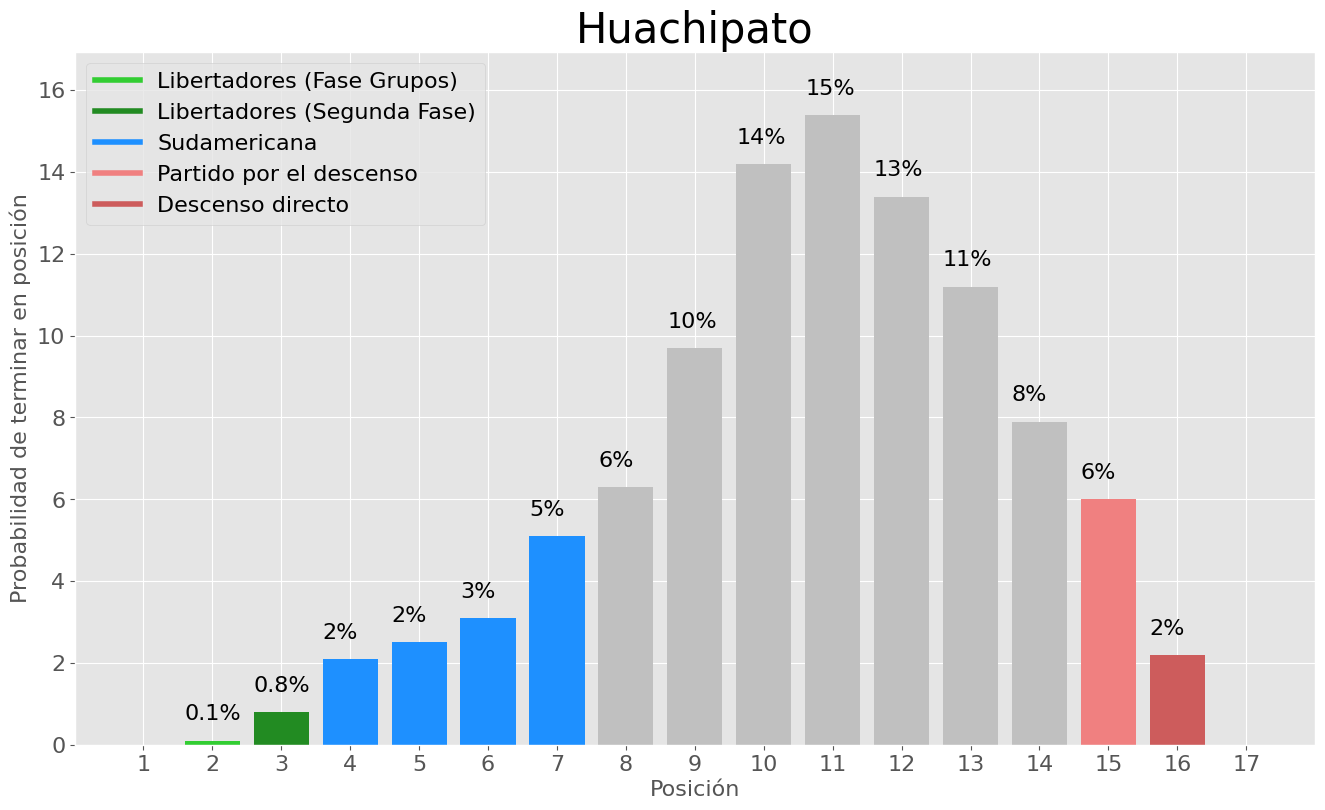 Huachipato
Libertadores (Fase Grupos)
Libertadores (Segunda Fase)
Sudamericana
Partido por el descenso
Descenso directo
Probabilidad de terminar en posición
16
14
12
10
8
6
4
2
0
0.1%
0.8%
2%
2%
3%
5%
6%
10%
14%
15%
13%
11%
8%
6%
2%
1 2 3 4 5 6 7 8 9 10 11 12 13 14 15 16 17
Posición